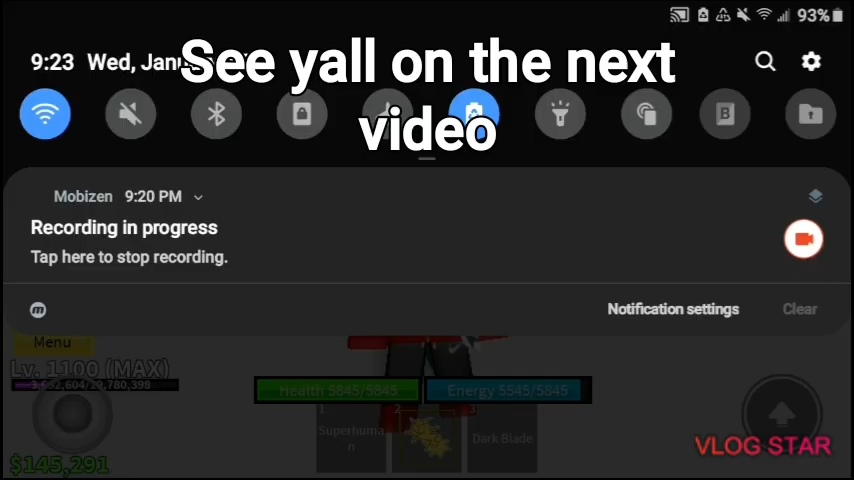 93%
9:23 Wed, Janu
See yall on the next
video
B
Mobizen 9:20 PM
Recording in progress
Tap here to stop recording.
m
Notification settings Clear
Menu
Lv. 1100 (MAX)
Health 5845/5845 Energy 5545/5845
1 2 3
Superhuma
n
Dark Blade
VLOG STAR
$145,291